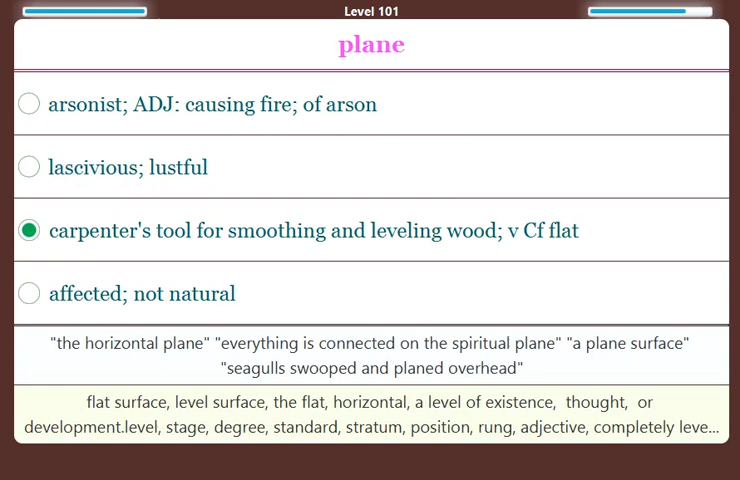 Level 101
plane
arsonist; ADJ: causing fire; of arson
lascivious; lustful
carpenter's tool for smoothing and leveling wood; v Cf flat
affected; not natural
"the horizontal plane" "everything is connected on the spiritual plane" "a plane surface"
"seagulls swooped and planed overhead"
flat surface, level surface, the flat, horizontal, a level of existence, thought, or
development.level, stage, degree, standard, stratum, position, rung, adjective, completely leve...